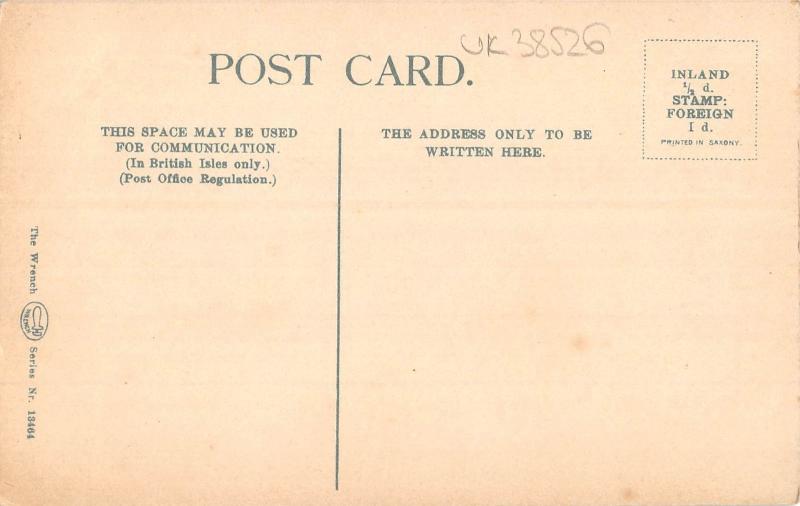 UK 38526
POST CARD.
INLAND
½ d.
STAMP:
FOREIGN
1 d.
PRINTED IN SAXONY.
THIS SPACE MAY BE USED
FOR COMMUNICATION.
(In British Isles only.)
(Post Office Regulation.)
THE ADDRESS ONLY TO BE
WRITTEN HERE.
The Wrench
WRENCH
Series Nr. 13464